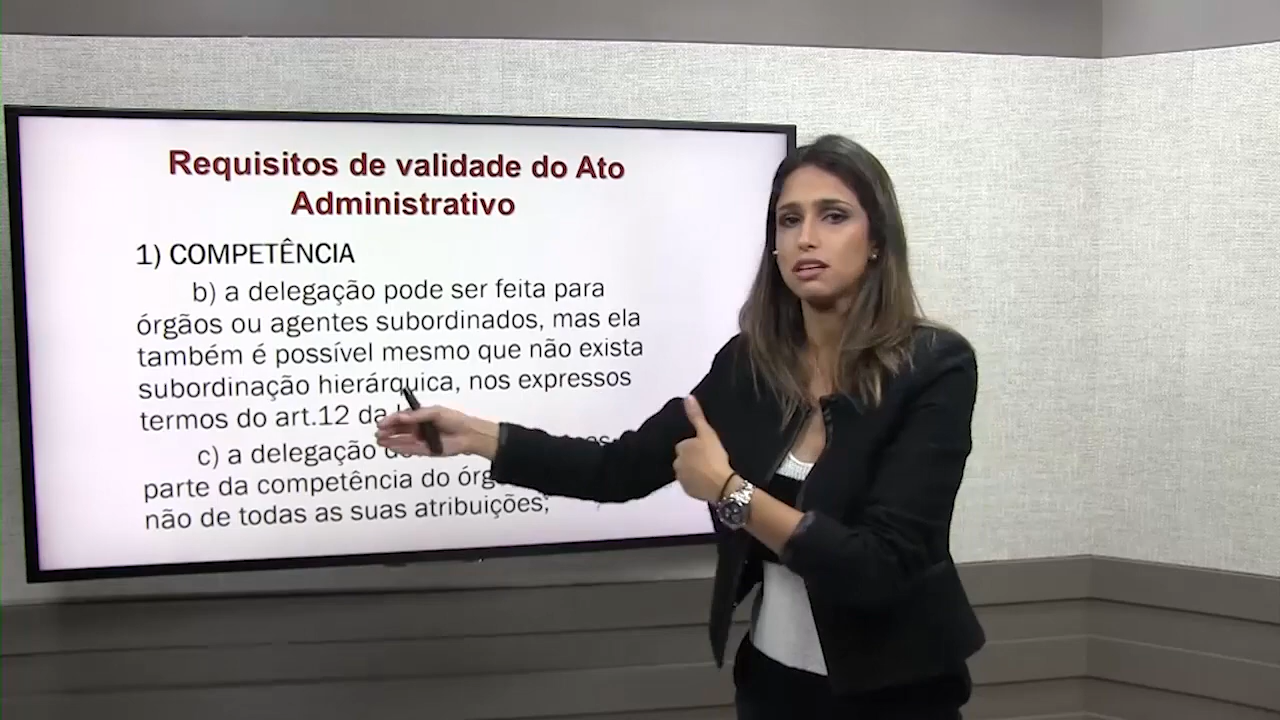 Requisitos de validade do Ato
Administrativo
1) COMPETÊNCIA
b) a delegação pode ser feita para
órgãos ou agentes subordinados, mas ela
também é possível mesmo que não exista
subordinação hierárquica, nos expressos
termos do art.12 da
c) a delegação
parte da competência do
não de todas as suas atribuições;